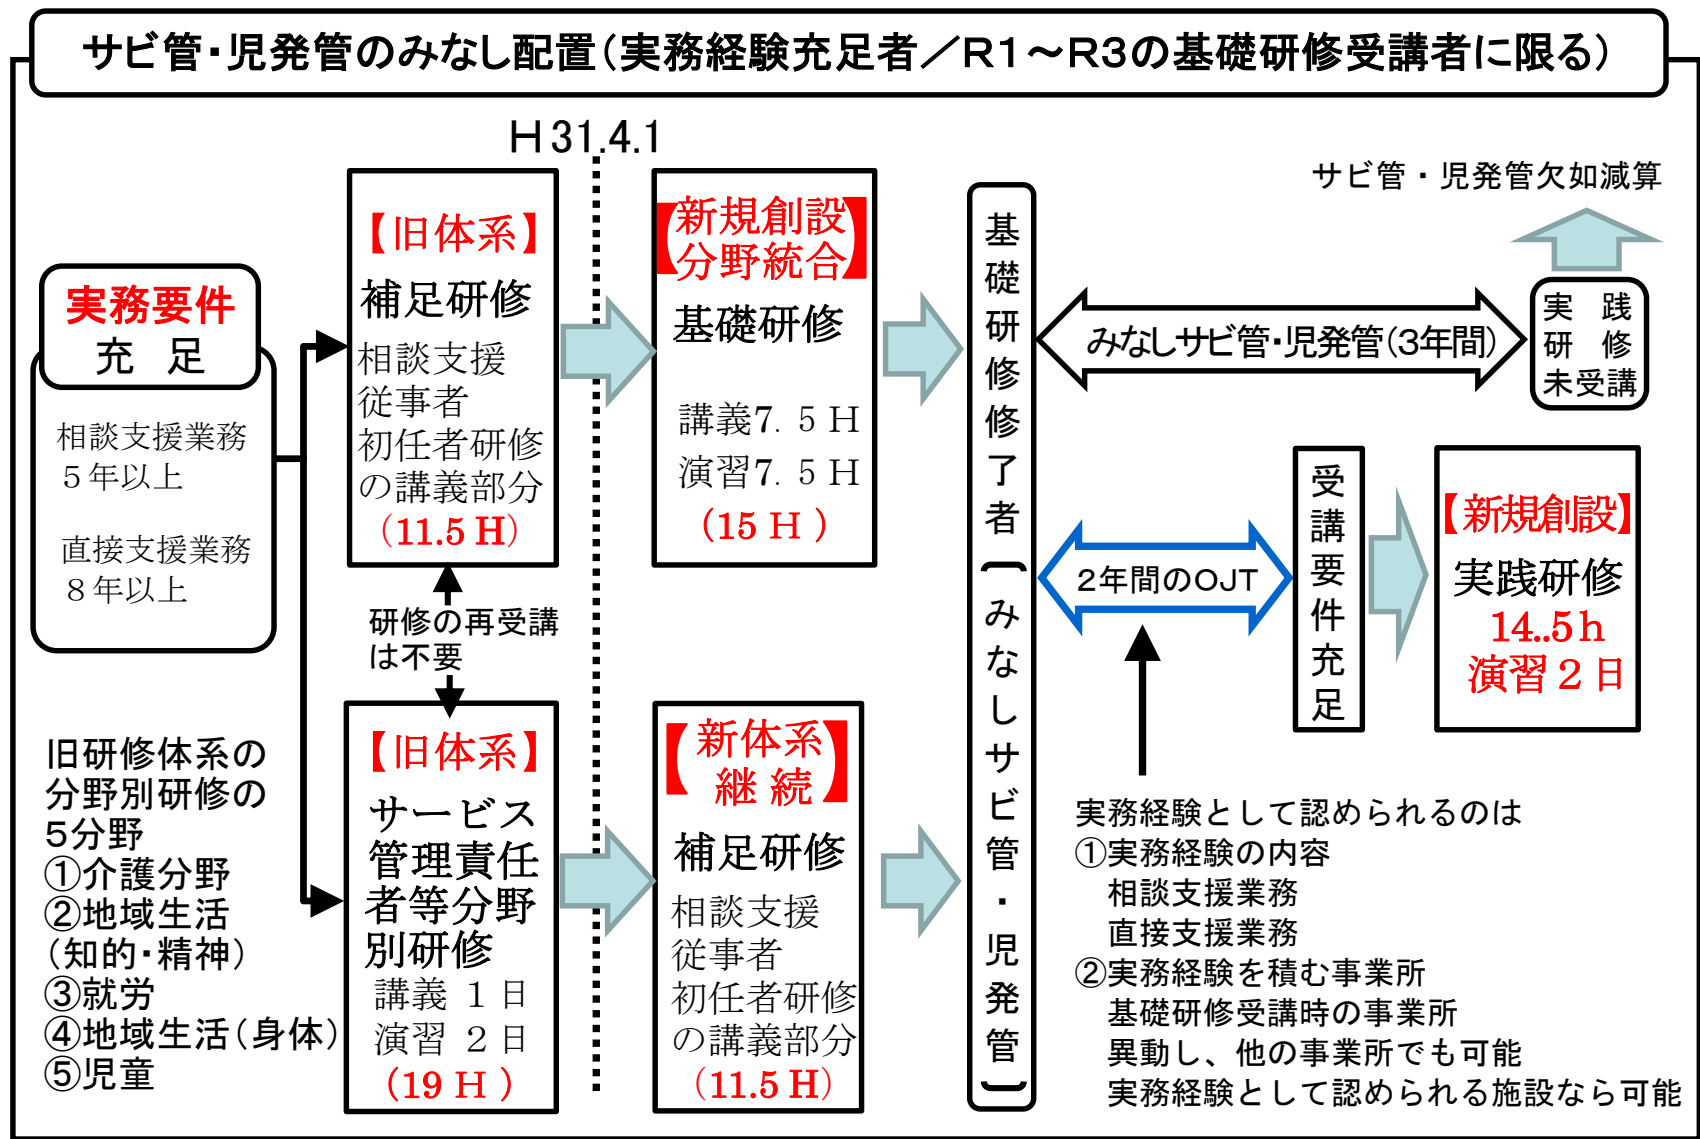 サビ管・児発管のみなし配置（実務経験充足者／Ｒ１～Ｒ３の基礎研修受講者に限る）
Ｈ31.4.1
サビ管・児発管欠如減算
実務要件
充　足
相談支援業務
５年以上
直接支援業務
８年以上
【旧体系】
補足研修
相談支援
従事者
初任者研修
の講義部分
（11.5Ｈ）
【新規創設
分野統合】
基礎研修
講義7. 5Ｈ
演習7. 5Ｈ
（15Ｈ）
研修の再受講
は不要
旧研修体系の
分野別研修の
5分野
①介護分野
②地域生活
（知的・精神）
③就労
④地域生活（身体）
⑤児童
【旧体系】
サービス
管理責任
者等分野
別研修
講義 １日
演習 ２日
（19Ｈ）
【新体系
継続】
補足研修
相談支援
従事者
初任者研修
の講義部分
（11.5Ｈ）
基礎研修修了者（みなしサビ管・児発管）
みなしサビ管・児発管（3年間）
実　践
研　修
未受講
2年間のＯＪＴ
受講要件充足
【新規創設】
実践研修
14..5ｈ
演習２日
実務経験として認められるのは
①実務経験の内容
相談支援業務
直接支援業務
②実務経験を積む事業所
基礎研修受講時の事業所
異動し、他の事業所でも可能
実務経験として認められる施設なら可能